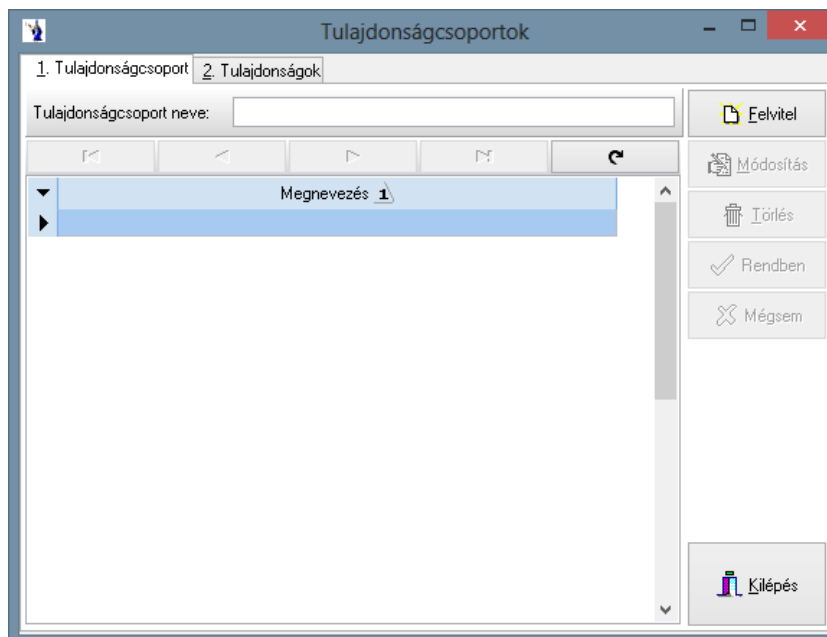 Tulajdonságcsoportok
1. Tulajdonságcsoport 2. Tulajdonságok
Tulajdonságcsoport neve:
Felvitel
Módosítás
Megnevezés 1
Törlés
Rendben
Mégsem
Kilépés